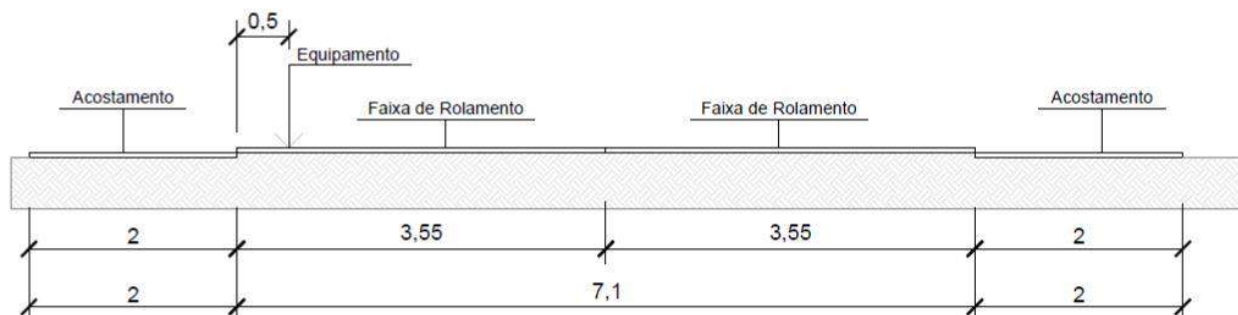 0,5
Equipamento
Acostamento
Faixa de Rolamento
Faixa de Rolamento
Acostamento
2
3,55
3,55
2
2
7,1
2